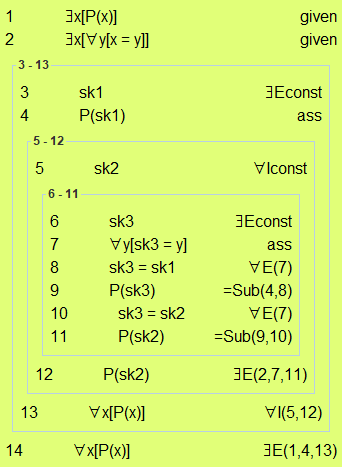 1 ∃x[P(x)] given
2 ∃x[∀y[x = y]] given
3 - 13
3 sk1 ∃Econst
4 P(sk1) ass
5 - 12
5 sk2 ∀Iconst
6 - 11
6 sk3 ∃Econst
7 ∀y[sk3 = y] ass
8 sk3 = sk1 ∀E(7)
9 P(sk3) =Sub(4,8)
10 sk3 = sk2 ∀E(7)
11 P(sk2) =Sub(9,10)
12 P(sk2) ∃E(2,7,11)
13 ∀x[P(x)] ∀I(5,12)
14 ∀x[P(x)] ∃E(1,4,13)